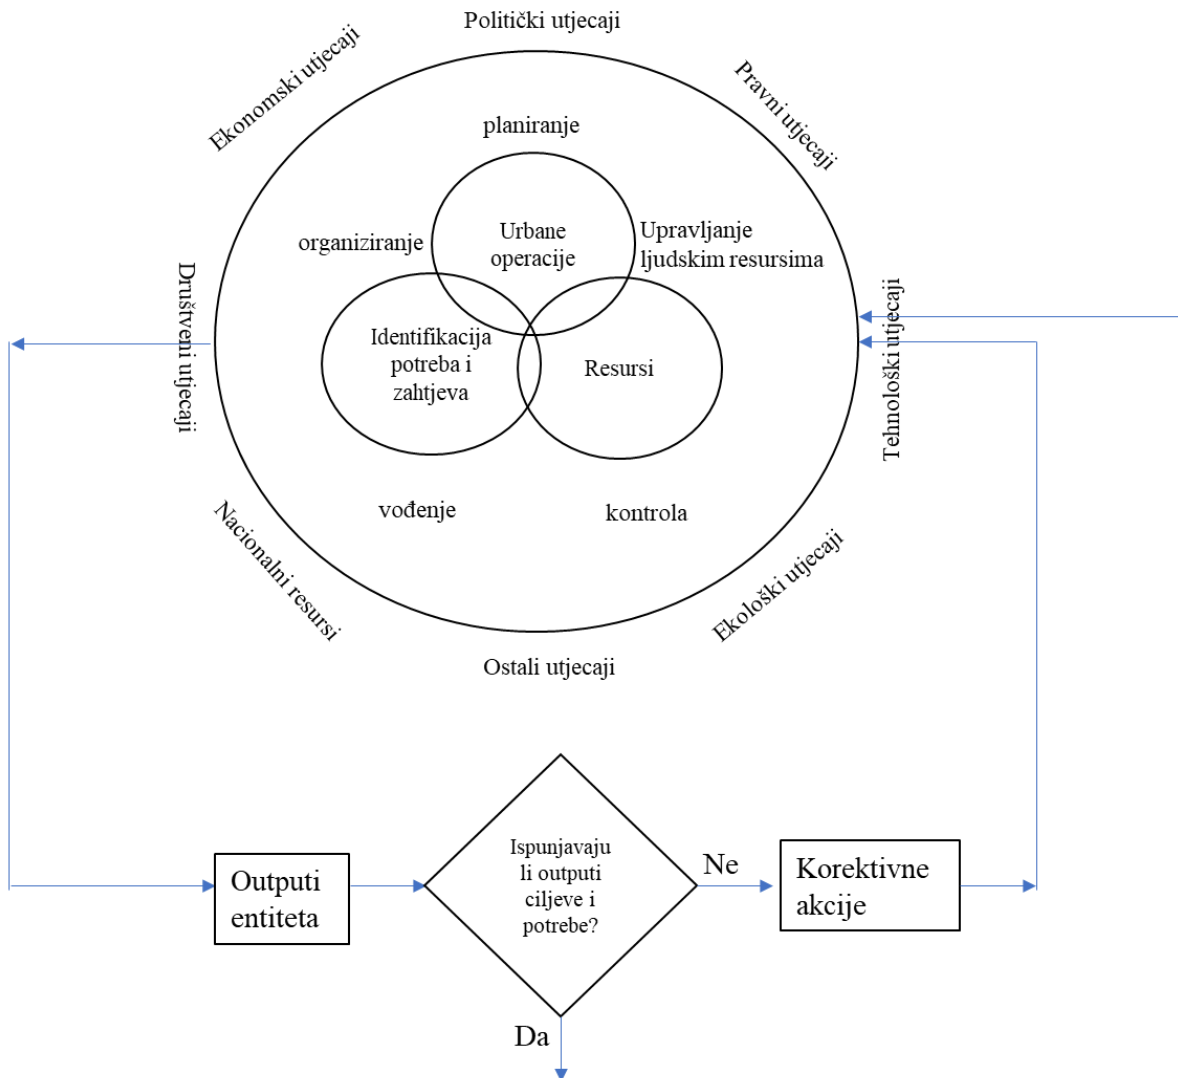 Politički utjecaji
Ekonomski utjecaji
Pravni utjecaji
planiranje
Urbane
operacije
organiziranje
Upravljanje
ljudskim resursima
Društveni utjecaji
Tehnološki utjecaji
Identifikacija
potreba i
zahtjeva
Resursi
vođenje
kontrola
Nacionalni resursi
Ekološki utjecaji
Ostali utjecaji
Outputi
entiteta
Ispunjavaju
li outputi
ciljeve i
potrebe?
Ne
Korektivne
akcije
Da